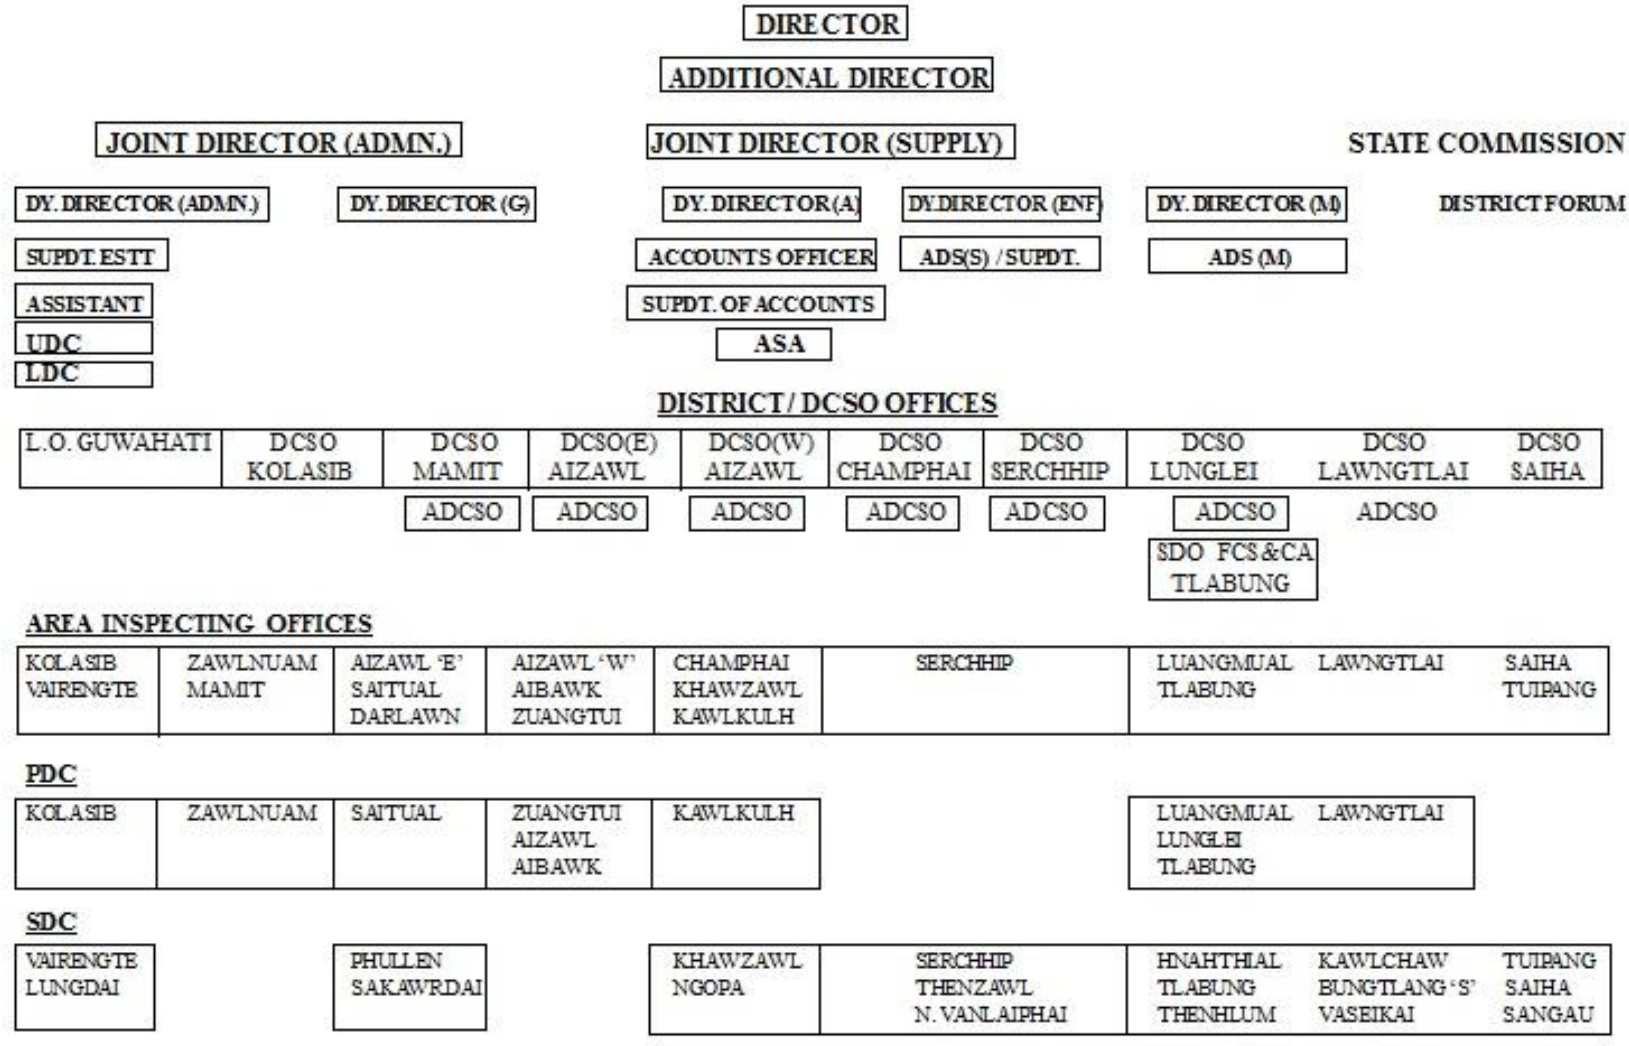 DIRECTOR
ADDITIONAL DIRECTOR
JOINT DIRECTOR (ADMN.) JOINT DIRECTOR (SUPPLY) STATE COMMISSION
DY. DIRECTOR (ADMN.) DY. DIRECTOR (G) DY. DIRECTOR (A) DY.DIRECTOR (ENF) DY. DIRECTOR (M) DISTRICT FORUM
SUPDT. ESTT ACCOUNTS OFFICER ADS(S) / SUPDT. ADS (M)
ASSISTANT SUPDT. OF ACCOUNTS
UDC ASA
LDC
DISTRICT / DCSO OFFICES
L.O. GUWAHATI DCSO DCSO DCSO(E) DCSO(W) DCSO DCSO DCSO DCSO DCSO
KOLASIB MAMIT AIZAWL AIZAWL CHAMPHAI SERCHHIP LUNGLEI LAWNGTLAI SAIHA
ADCSO ADCSO ADCSO ADCSO ADCSO ADCSO ADCSO
SDO FCS&CA
TLABUNG
AREA INSPECTING OFFICES
KOLASIB ZAWLNUAM AIZAWL 'E' AIZAWL 'W' CHAMPHAI SERCHHIP LUANGMUAL LAWNGTLAI SAIHA
VAIRENGTE MAMIT SAITUAL AIBAWK KHAWZAWL TLABUNG TUIPANG
DARLAWN ZUANGTUI KAWLKULH
PDC
KOLASIB ZAWLNUAM SAITUAL ZUANGTUI KAWLKULH LUANGMUAL LAWNGTLAI
AIZAWL LUNGLEI
AIBAWK TLABUNG
SDC
VAIRENGTE PHULLEN KHAWZAWL SERCHHIP HNAHTHIAL KAWLCHAW TUIPANG
LUNGDAI SAKAWRDAI NGOPA THENZAWL TLABUNG BUNGTLANG 'S' SAIHA
N. VANLAIPHAI THENHLUM VASEIKAI SANGAU